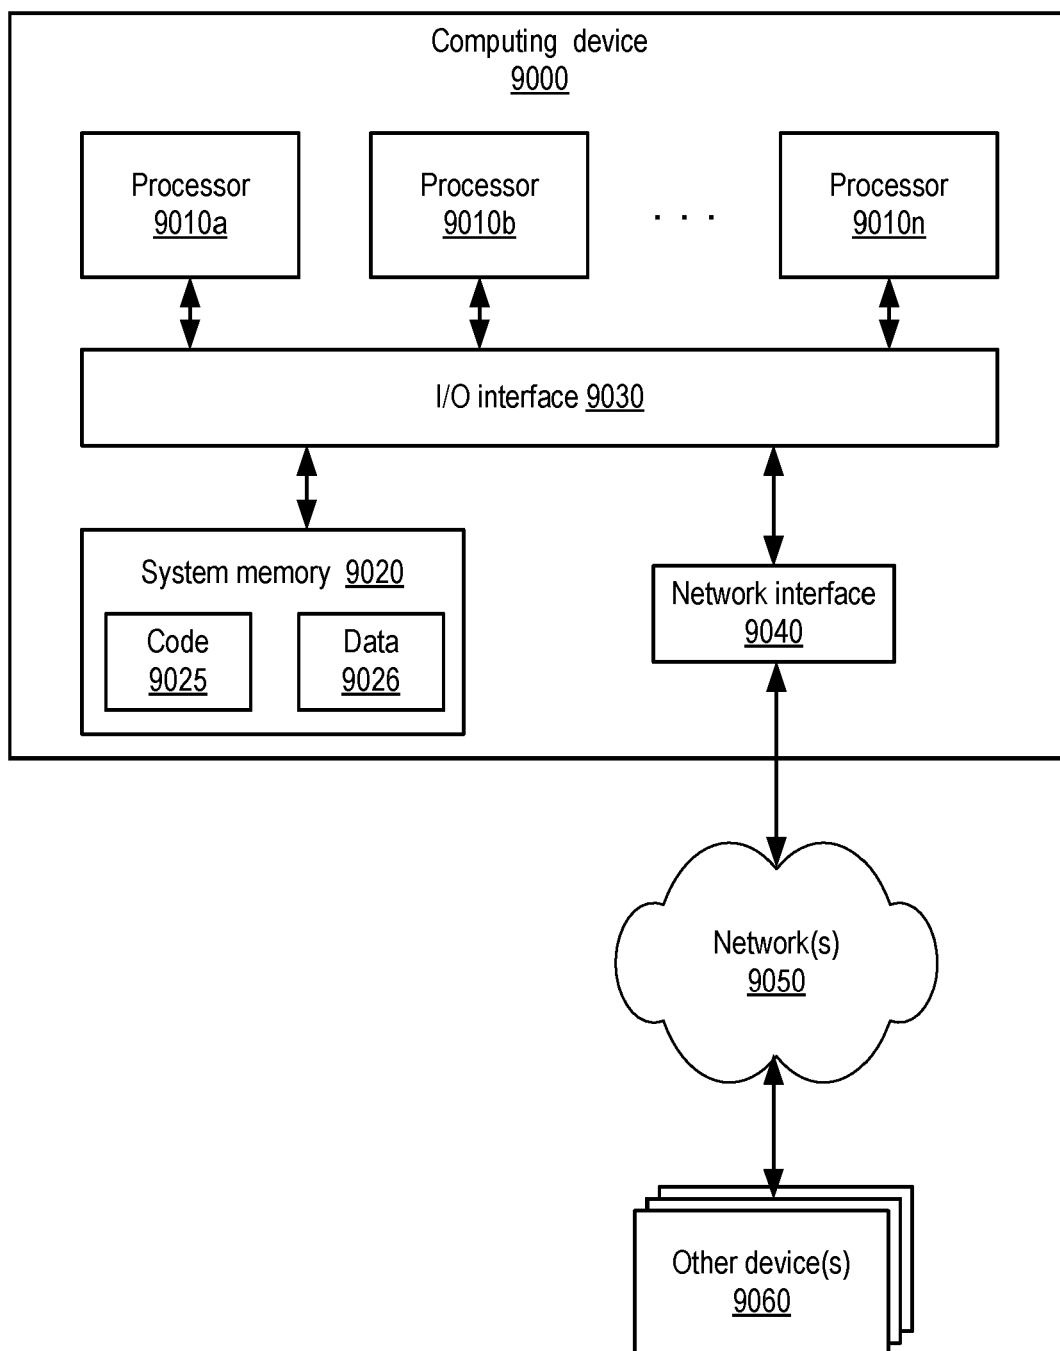 Computing device
9000
Processor
9010a
Processor
9010b
. . .
Processor
9010n
I/O interface 9030
System memory 9020
Code
9025
Data
9026
Network interface
9040
Network(s)
9050
Other device(s)
9060